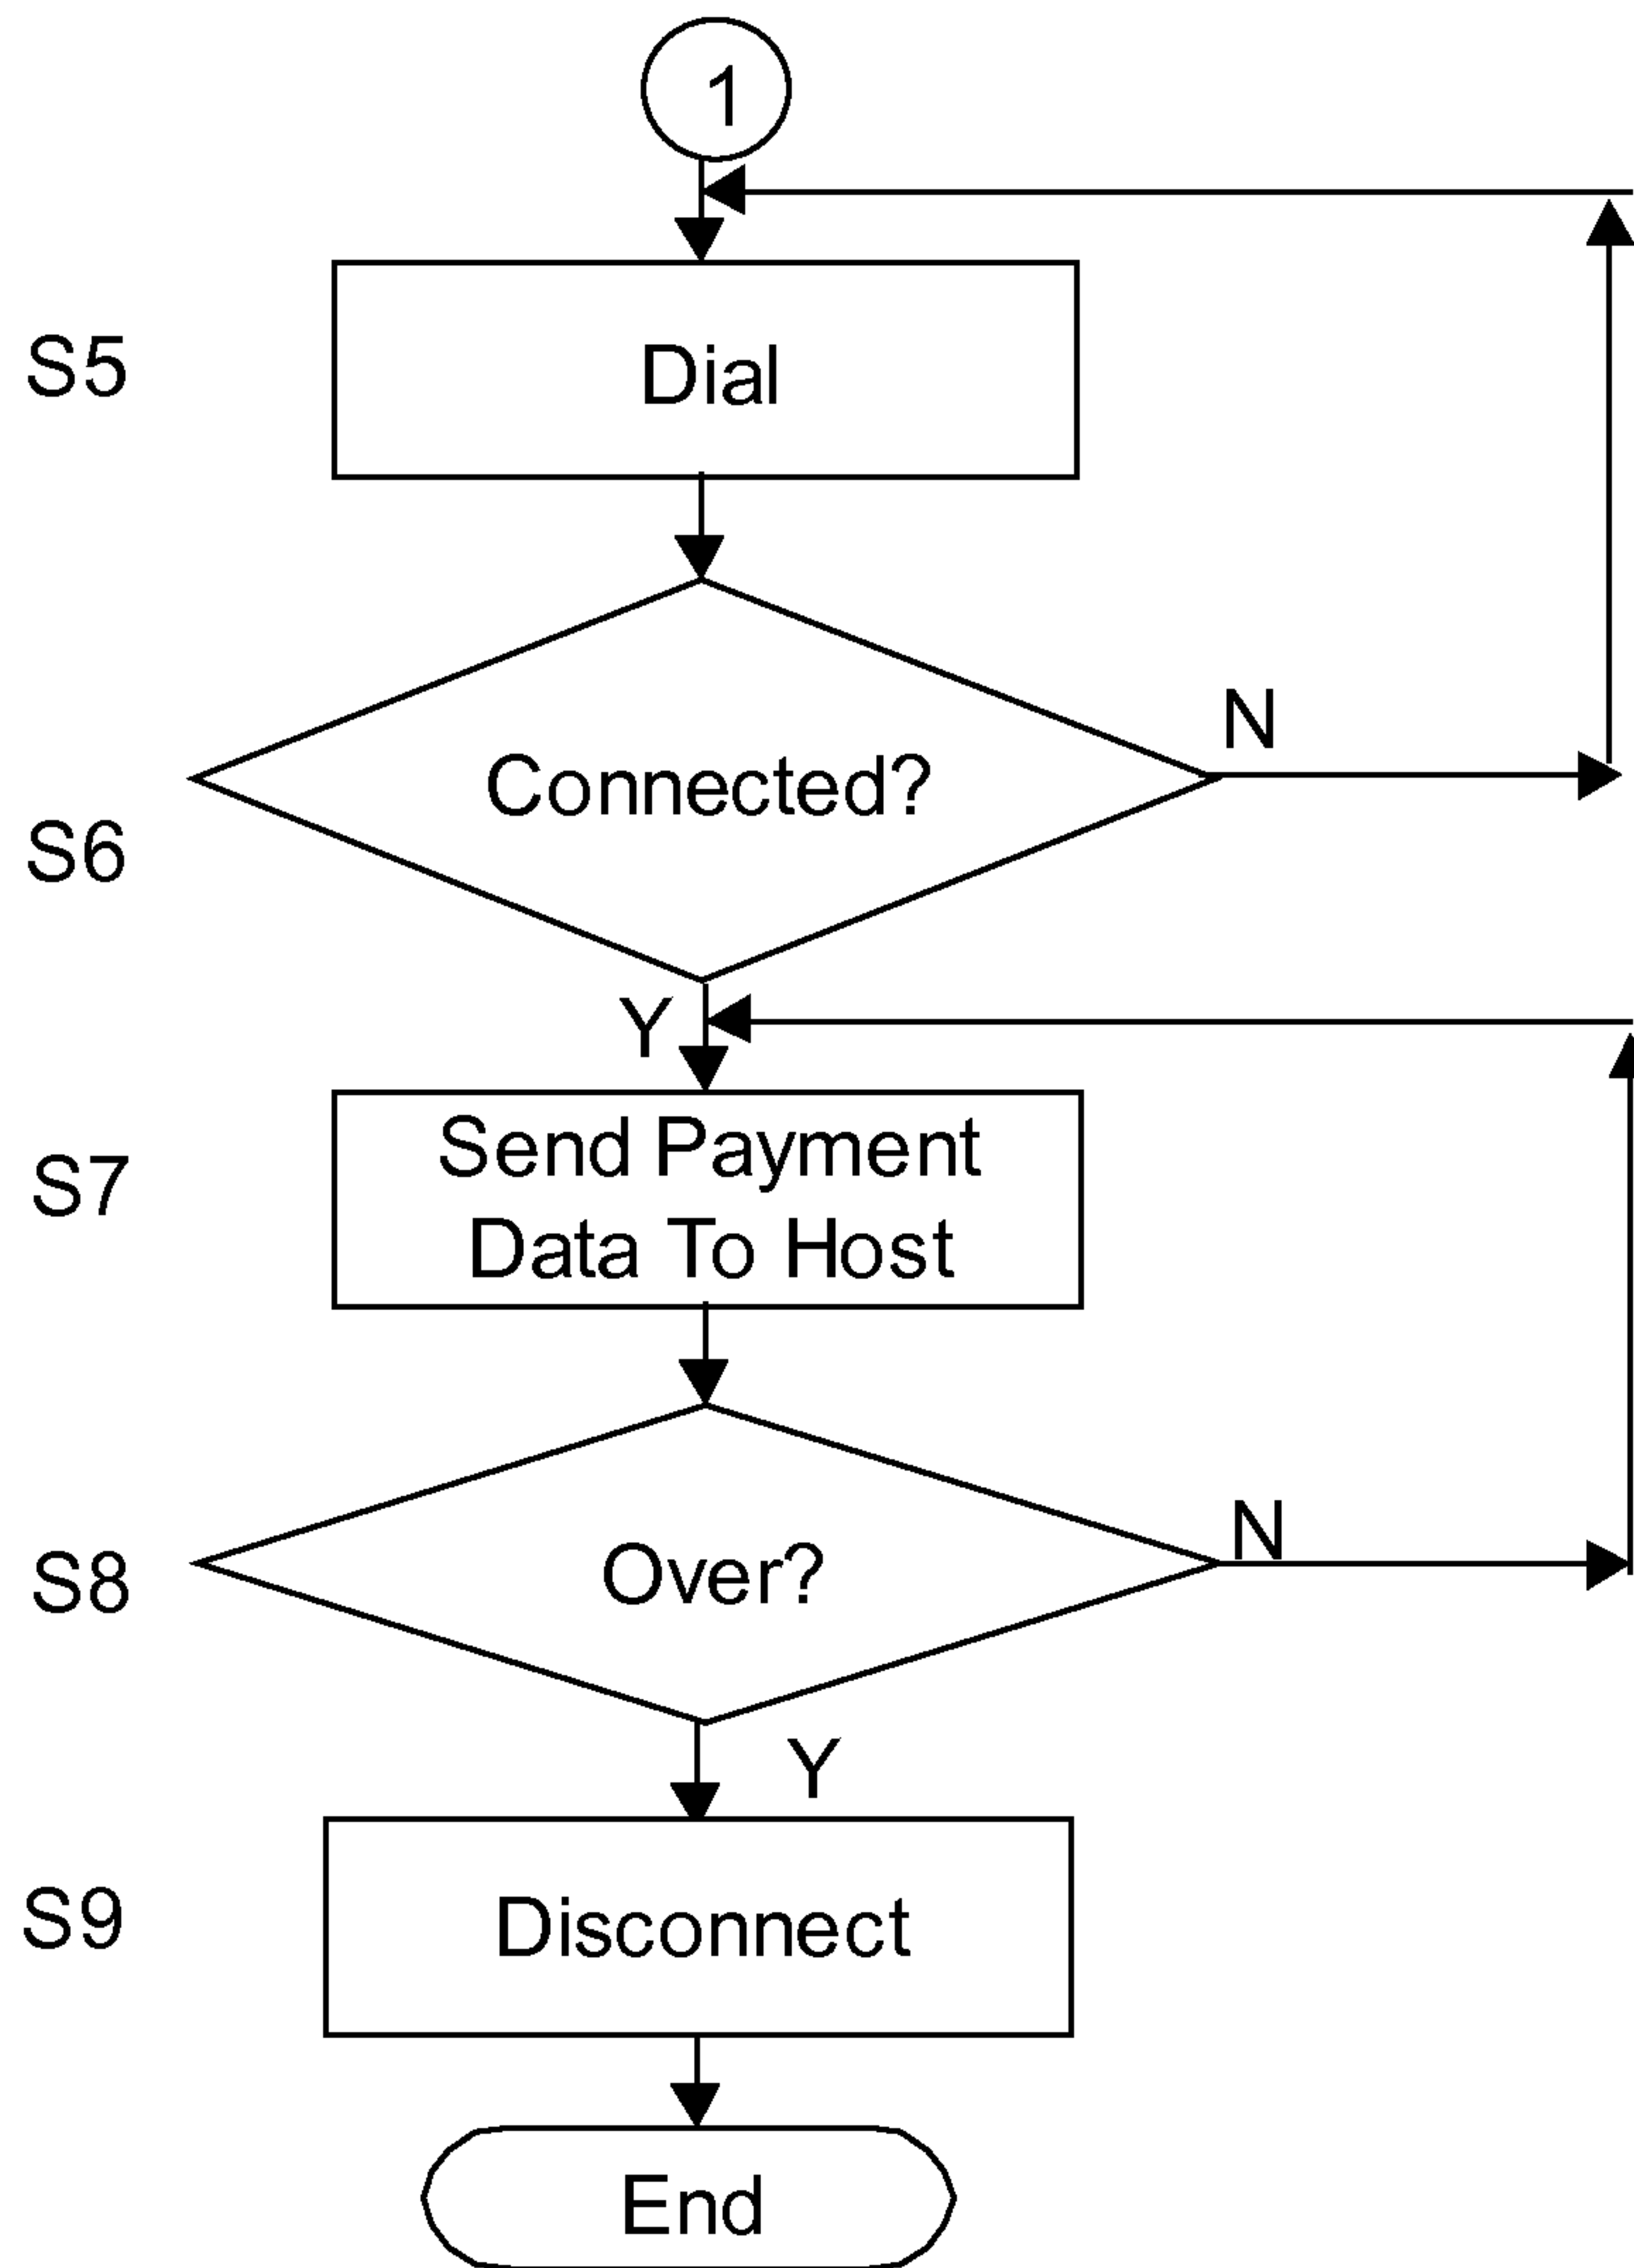 1
S5
Dial
N
Connected?
S6
Y
Send Payment
S7
Data To Host
N
S8
Over?
Y
S9
Disconnect
End